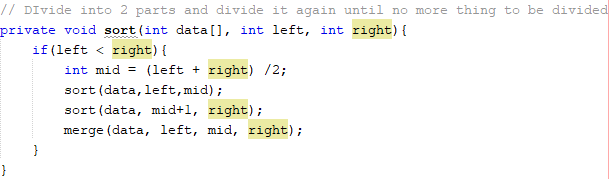 // DIvide into 2 parts and divide it again until no more thing to be divided
private void sort(int data[], int left, int right){
    if(left < right){
        int mid = (left + right) /2;
        sort(data,left,mid);
        sort(data, mid+1, right);
        merge(data, left, mid, right);
    }
}